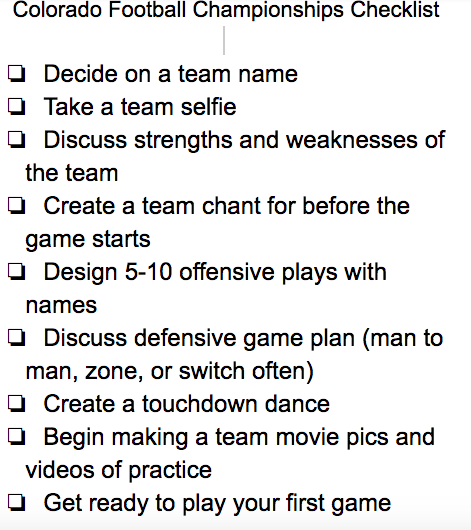 Colorado Football Championships Checklist
❏ Decide on a team name
❏ Take a team selfie
❏ Discuss strengths and weaknesses of
the team
❏ Create a team chant for before the
game starts
❏ Design 5-10 offensive plays with
names
❏ Discuss defensive game plan (man to
man, zone, or switch often)
❏ Create a touchdown dance
❏ Begin making a team movie pics and
videos of practice
❏ Get ready to play your first game